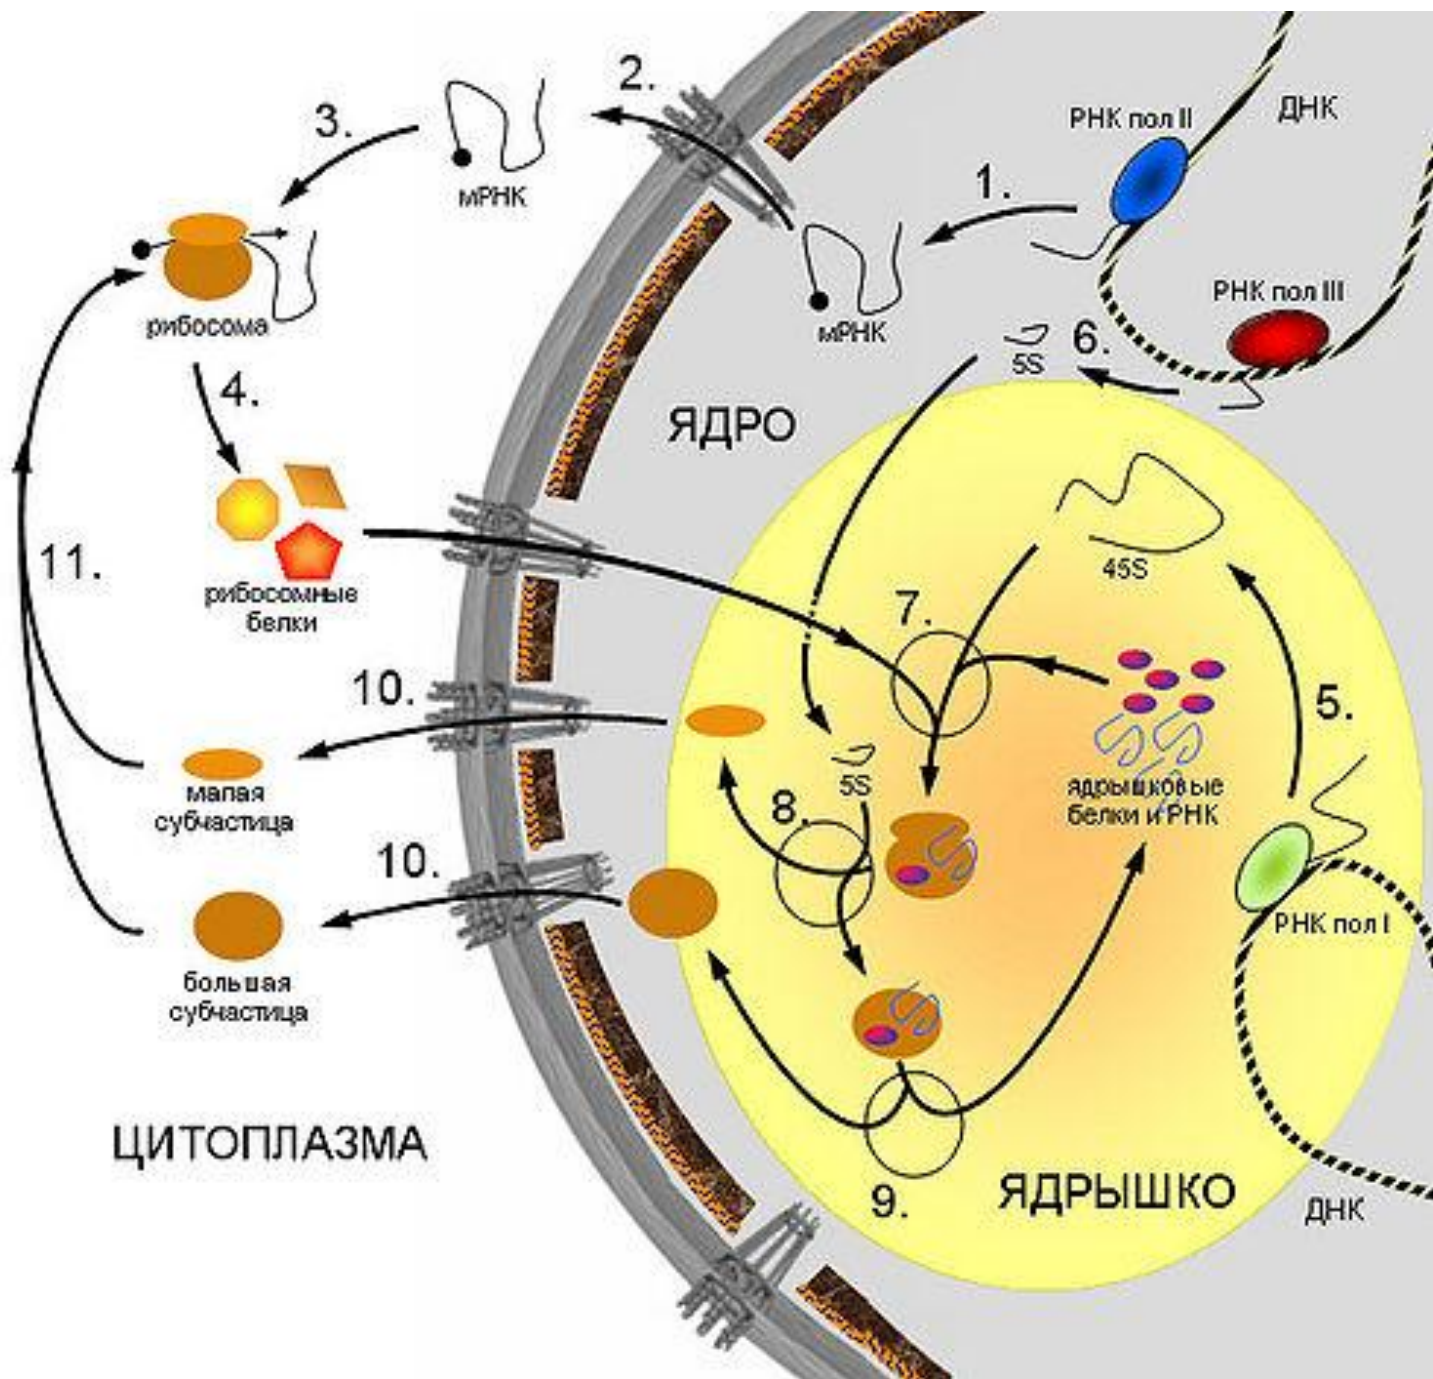 2.
ДНК
РНК пол II
3.
мРНК
1.
РНК пол III
рибосома
мРНК
6.
5S
4.
ЯДРО
45S
11.
рибосомные
белки
7.
5.
10.
малая
субчастица
5S
ядрышковые
белки и РНК
8.
10.
РНК пол I
большая
субчастица
ЦИТОПЛАЗМА
9.
ЯДРЫШКО
ДНК